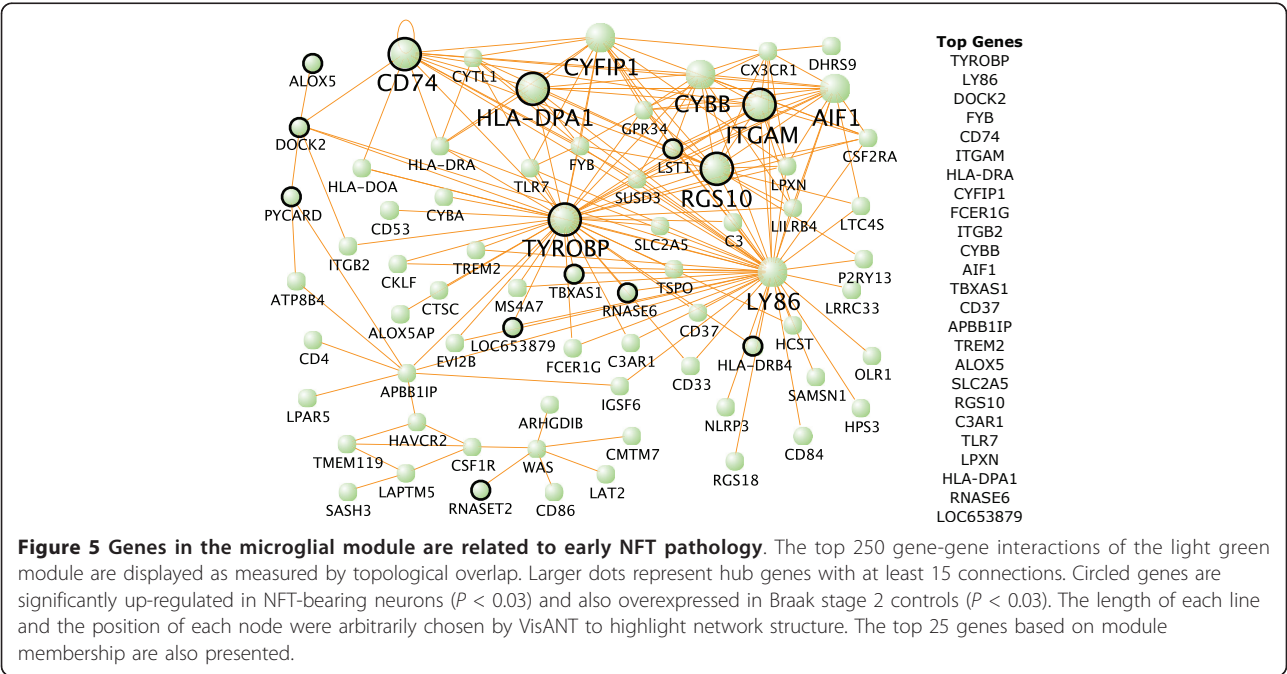 CYFIP1
CX3CR1
DHRS9
ALOX5
CD74
CYTL1
HLA-DPA1
CYBB
ITGAM
AIF1
GPR34
DOCK2
HLA-DRA
FYB
LST1
CSF2RA
HLA-DOA
TLR7
SUSD3
RGS10
LPXN
PYCARD
CD53
CYBA
TYROBP
SLC2A5
C3
LILRB4
LTC4S
ITGB2
CKLF
TREM2
TBXAS1
TSPO
LY86
P2RY13
ATP8B4
CTSC
MS4A7
RNASE6
LRRC33
ALOX5AP
LOC653879
CD37
HCST
CD4
EVI2B
FCER1G
C3AR1
HLA-DRB4
OLR1
APBB1IP
CD33
SAMSN1
LPAR5
IGSF6
NLRP3
HPS3
HAVCR2
ARHGDIB
CD84
TMEM119
CSF1R
WAS
CMTM7
RGS18
LAPTM5
LAT2
SASH3
RNASET2
CD86
Top Genes
TYROBP
LY86
DOCK2
FYB
CD74
ITGAM
HLA-DRA
CYFIP1
FCER1G
ITGB2
CYBB
AIF1
TBXAS1
CD37
APBB1IP
TREM2
ALOX5
SLC2A5
RGS10
C3AR1
TLR7
LPXN
HLA-DPA1
RNASE6
LOC653879
Figure 5 Genes in the microglial module are related to early NFT pathology. The top 250 gene-gene interactions of the light green
module are displayed as measured by topological overlap. Larger dots represent hub genes with at least 15 connections. Circled genes are
significantly up-regulated in NFT-bearing neurons (P < 0.03) and also overexpressed in Braak stage 2 controls (P < 0.03). The length of each line
and the position of each node were arbitrarily chosen by VisANT to highlight network structure. The top 25 genes based on module
membership are also presented.